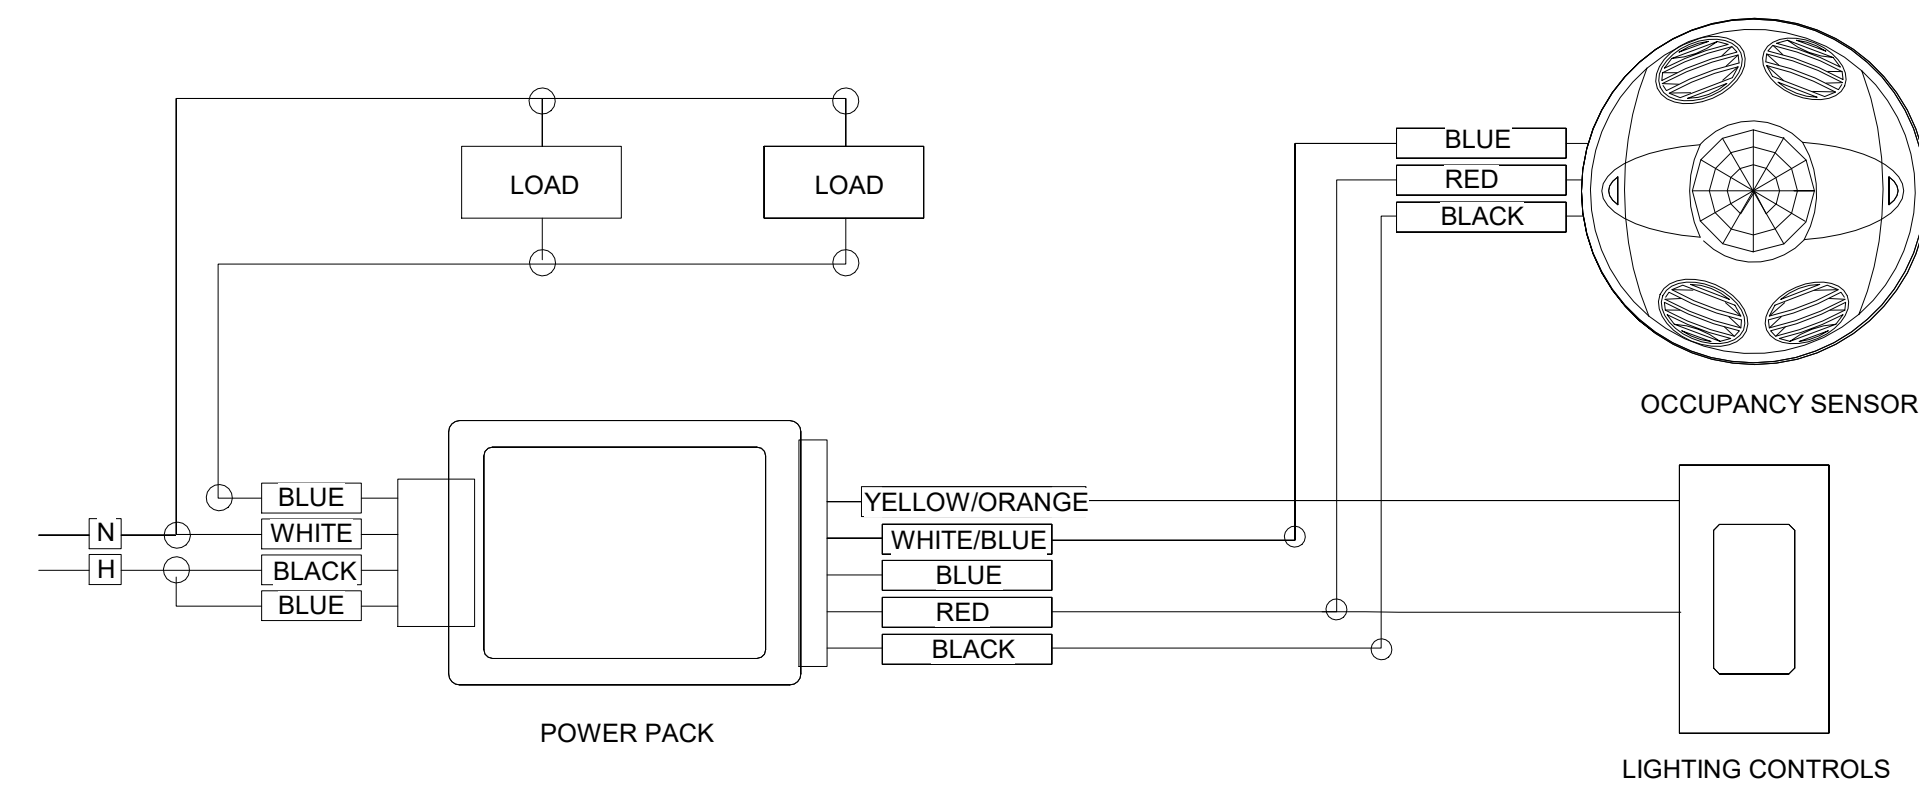 LOAD
LOAD
BLUE
RED
BLACK
OCCUPANCY SENSOR
BLUE
N
WHITE
H
BLACK
BLUE
YELLOW/ORANGE
WHITE/BLUE
BLUE
RED
BLACK
POWER PACK
LIGHTING CONTROLS